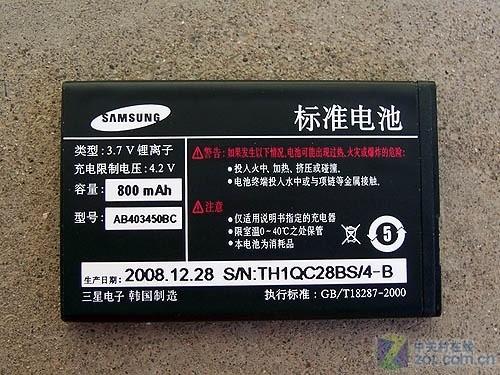 SAMSUNG
标准电池
类型: 3.7 V 锂离子
充电限制电压: 4.2 V
容量: 800 mAh
型号: AB403450BC
警告: 如果发生以下情况, 电池可能出现过热, 火灾或爆炸的危险:
• 投入火中, 加热、挤压或碰撞.
• 电池终端投入水中或与项链等金属接触.
注意
• 仅适用说明书指定的充电器
• 限室温0~40℃之处保管
• 本电池为消耗品
5
生产日期: 2008.12.28 S/N:TH1QC28BS/4-B
三星电子 韩国制造
执行标准: GB/T18287-2000
中关村在线
zol.com.cn